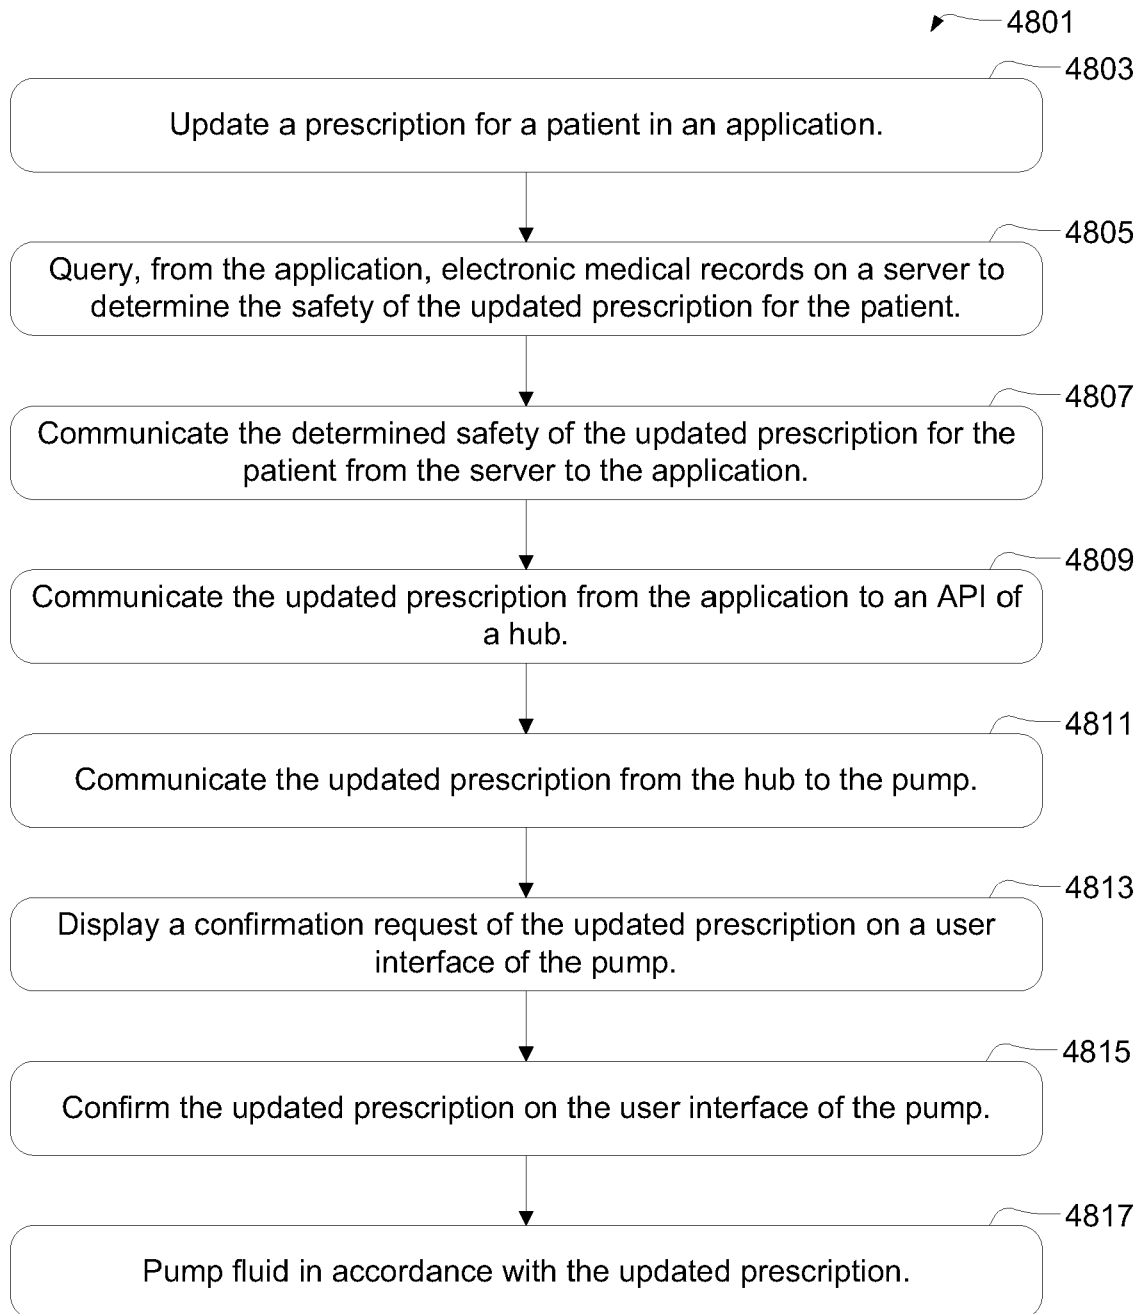 4801
4803
Update a prescription for a patient in an application.
4805
Query, from the application, electronic medical records on a server to
determine the safety of the updated prescription for the patient.
4807
Communicate the determined safety of the updated prescription for the
patient from the server to the application.
4809
Communicate the updated prescription from the application to an API of
a hub.
4811
Communicate the updated prescription from the hub to the pump.
4813
Display a confirmation request of the updated prescription on a user
interface of the pump.
4815
Confirm the updated prescription on the user interface of the pump.
4817
Pump fluid in accordance with the updated prescription.